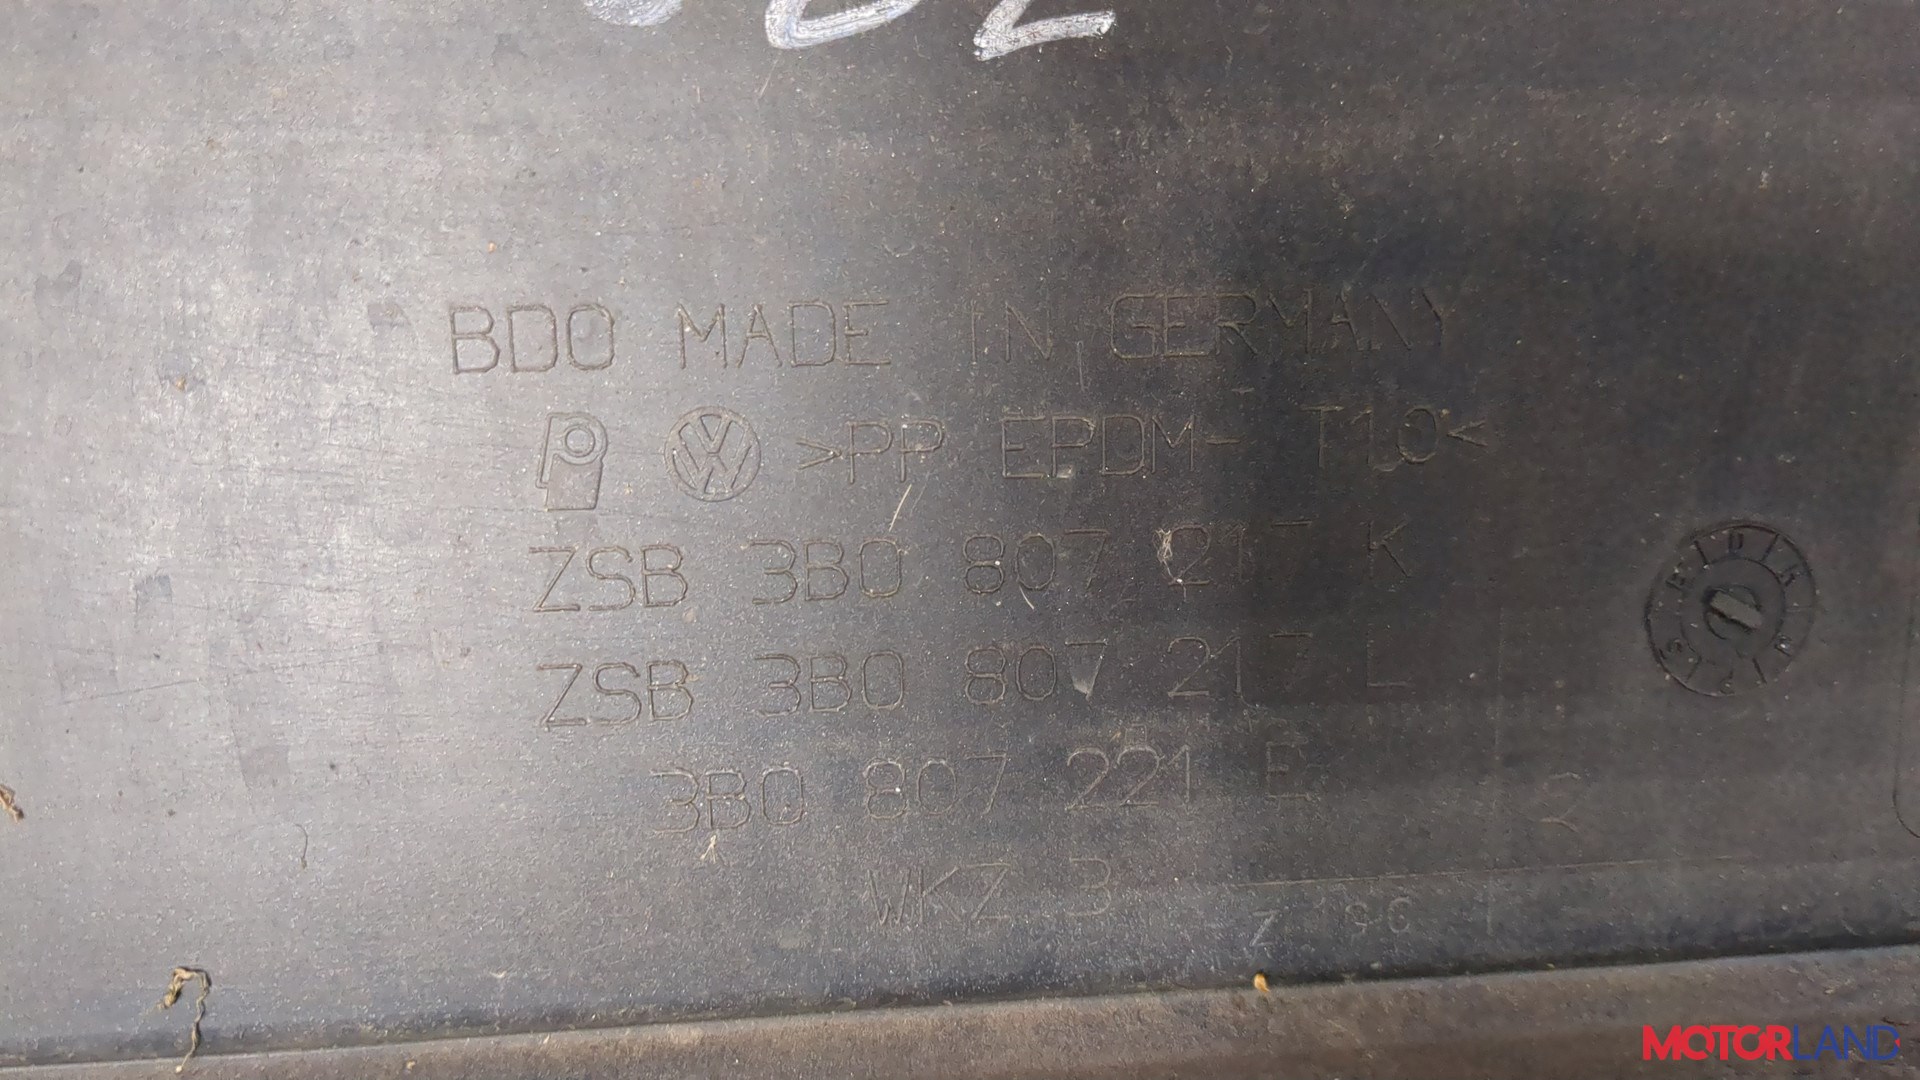 BDO MADE IN GERMANY
>PP EPDM- T10<
ZSB 3B0 807 217 K
ZSB 3B0 807 217 L
3B0 807 221 E
WKZ 3
MOTORLAND